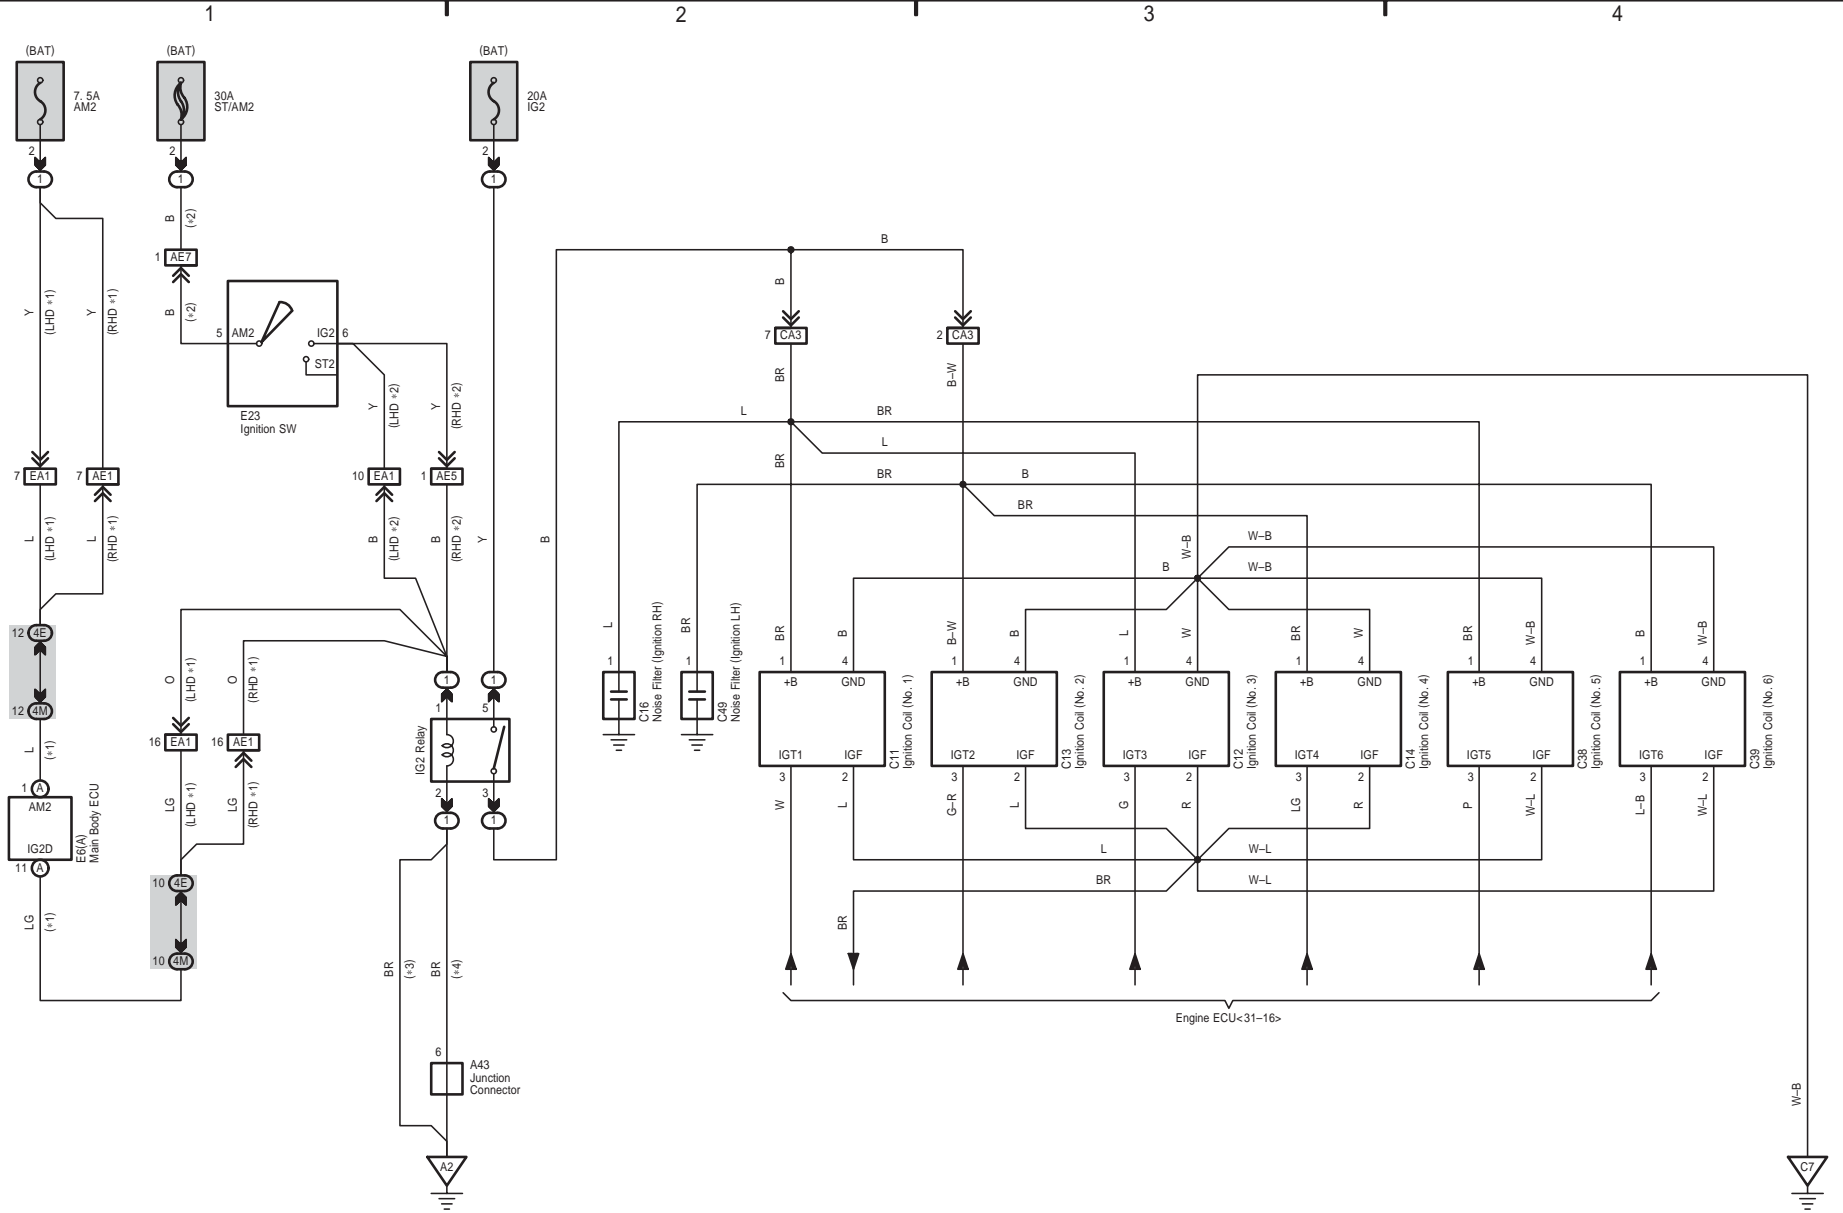 1
2
3
4
(BAT)
(BAT)
(BAT)
7. 5A
AM2
30A
ST/AM2
20A
IG2
2
2
2
1
1
1
B
(*2)
1
AE7
B
(*2)
Y
(LHD *1)
Y
(RHD *1)
5
AM2
IG2
6
ST2
E23
Ignition SW
Y
(LHD *2)
Y
(RHD *2)
7
EA1
7
AE1
10
EA1
1
AE5
L
(LHD *1)
L
(RHD *1)
B
(LHD *2)
B
(RHD *2)
Y
B
12
4E
12
4M
L
(*1)
1
A
AM2
IG2D
E6(A)
Main Body ECU
11
A
LG
(*1)
O
(LHD *1)
O
(RHD *1)
16
EA1
16
AE1
LG
(LHD *1)
LG
(RHD *1)
10
4E
10
4M
1
1
1
5
IG2 Relay
2
3
1
1
BR
(*3)
BR
(*4)
6
A43
Junction
Connector
A2
B
B
7
CA3
2
CA3
BR
B–W
L
BR
L
BR
BR
B
BR
W–B
W–B
B
W–B
L
BR
BR
B
B–W
B
L
W
BR
W
BR
W–B
B
W–B
1
1
1
4
1
4
1
4
1
4
1
4
1
4
C16
Noise Filter (Ignition RH)
C49
Noise Filter (Ignition LH)
+B
GND
IGT1
IGF
C11
Ignition Coil (No. 1)
+B
GND
IGT2
IGF
C13
Ignition Coil (No. 2)
+B
GND
IGT3
IGF
C12
Ignition Coil (No. 3)
+B
GND
IGT4
IGF
C14
Ignition Coil (No. 4)
+B
GND
IGT5
IGF
C38
Ignition Coil (No. 5)
+B
GND
IGT6
IGF
C39
Ignition Coil (No. 6)
3
2
3
2
3
2
3
2
3
2
3
2
W
L
G–R
L
G
R
LG
R
P
W–L
L–B
W–L
L
W–L
BR
W–L
BR
Engine ECU<31–16>
W–B
C7